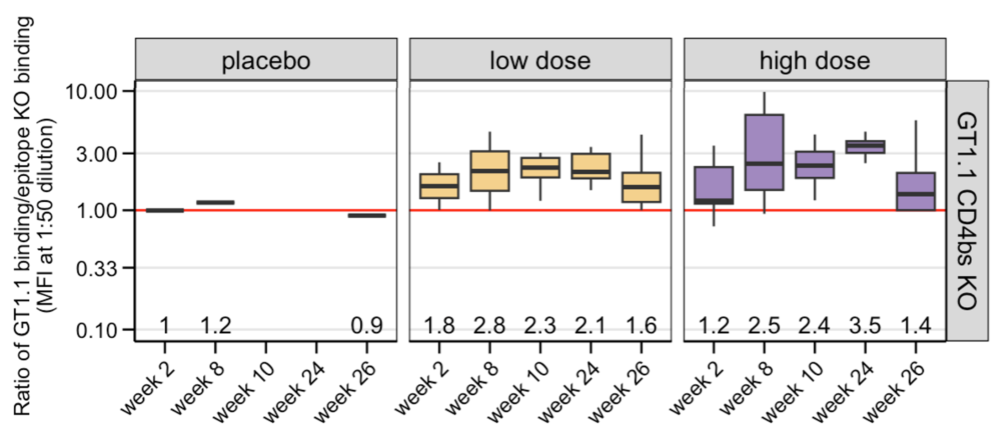 Ratio of GT1.1 binding/epitope KO binding
(MFI at 1:50 dilution)
placebo
low dose
high dose
10.00
3.00
1.00
0.33
0.10
1 1.2 0.9
1.8 2.8 2.3 2.1 1.6
1.2 2.5 2.4 3.5 1.4
week 2 week 8 week 10 week 24 week 26
week 2 week 8 week 10 week 24 week 26
week 2 week 8 week 10 week 24 week 26
GT1.1 CD4bs KO